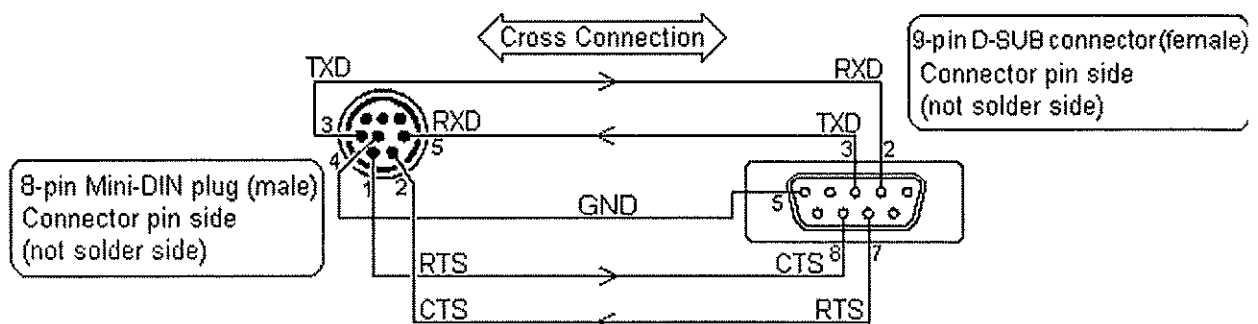 Cross Connection
9-pin D-SUB connector(female)
Connector pin side
(not solder side)
TXD
RXD
3
RXD
5
TXD
3
2
4
1
2
8-pin Mini-DIN plug (male)
Connector pin side
(not solder side)
GND
5
RTS
CTS
8
7
CTS
RTS